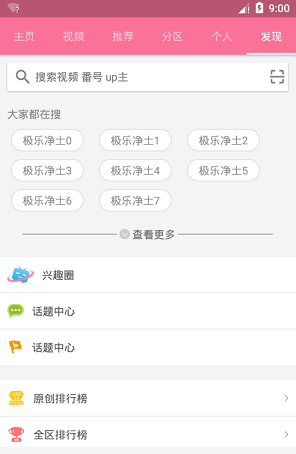 9:00
主页 视频 推荐 分区 个人 发现
搜索视频 番号 up主
大家都在搜
极乐净土0 极乐净土1 极乐净土2
极乐净土3 极乐净土4 极乐净土5
极乐净土6 极乐净土7
查看更多
兴趣圈
话题中心
话题中心
原创排行榜
全区排行榜